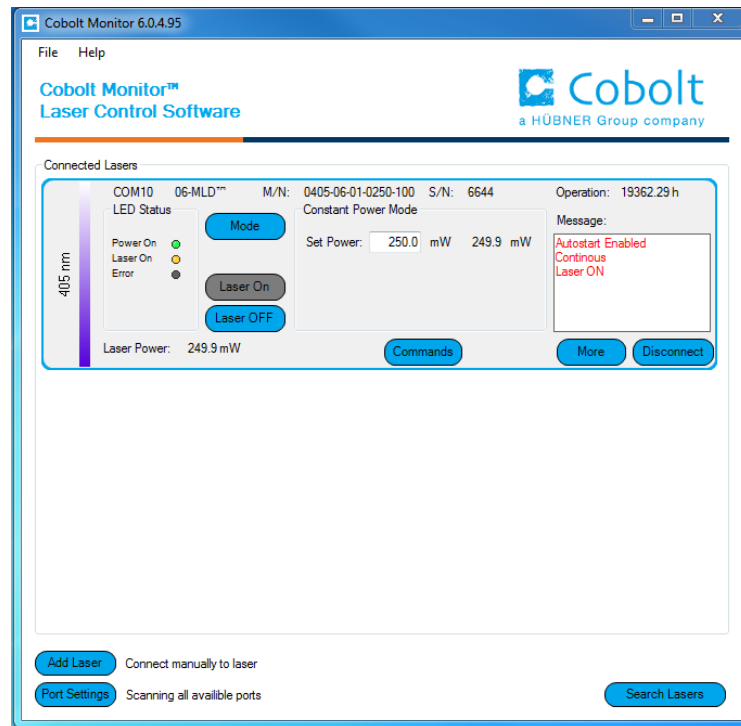 Cobolt Monitor 6.0.4.95
File Help
Cobolt Monitor™
Laser Control Software
Cobolt
a HÜBNER Group company
Connected Lasers
COM10 06-MLD™ M/N: 0405-06-01-0250-100 S/N: 6644 Operation: 19362.29 h
LED Status
Mode
Constant Power Mode
Message:
Power On
Set Power: 250.0 mW 249.9 mW
Autostart Enabled
Laser On
Continous
Error
Laser ON
405 nm
Laser On
Laser OFF
Laser Power: 249.9 mW
Commands
More
Disconnect
Add Laser
Connect manually to laser
Port Settings
Scanning all availible ports
Search Lasers